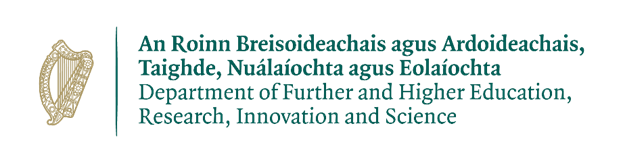 An Roinn Breisoideachais agus Ardoideachais,
Taighde, Nuálaíochta agus Eolaíochta
Department of Further and Higher Education,
Research, Innovation and Science